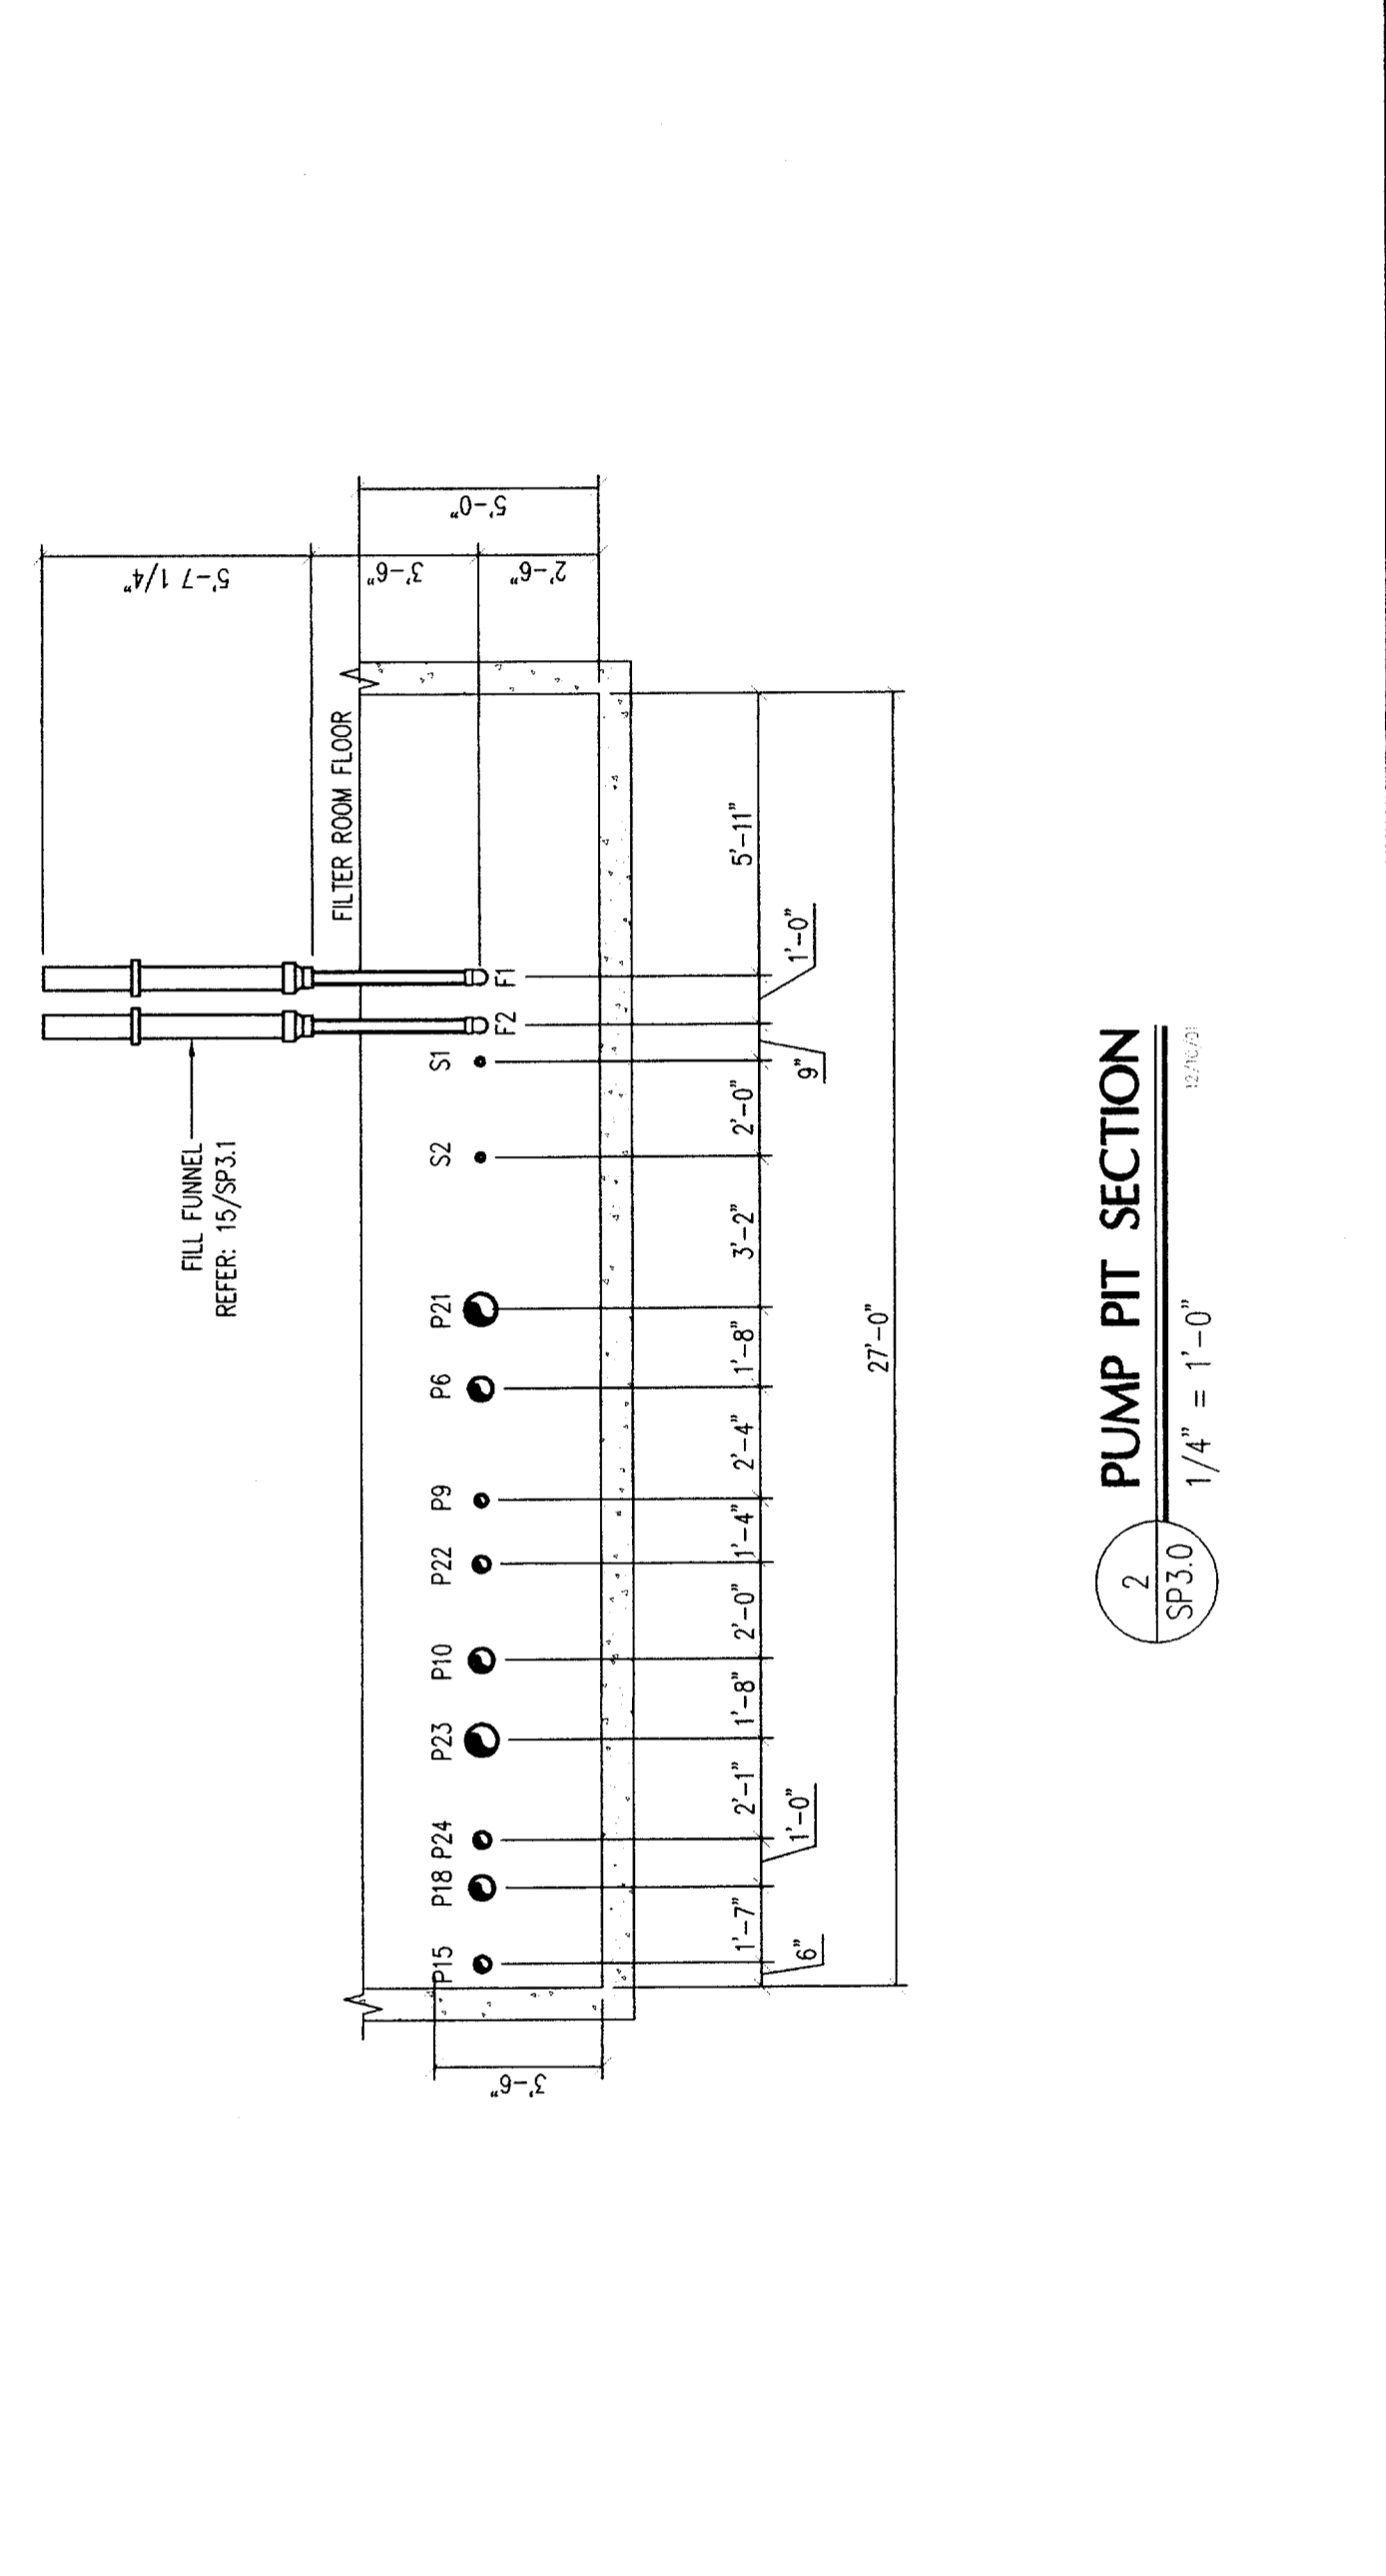 5'-7 1/4"
3'-6"
2'-6"
5'-0"
FILTER ROOM FLOOR
FILL FUNNEL
REFER: 15/SP3.1
P15
P18
P24
P23
P10
P22
P9
P6
P21
S2
S1
F2
F1
3'-6"
6"
1'-7"
1'-0"
2'-1"
1'-8"
2'-0"
1'-4"
2'-4"
1'-8"
3'-2"
2'-0"
9"
1'-0"
5'-11"
27'-0"
2
SP3.0
PUMP PIT SECTION
1/4" = 1'-0"